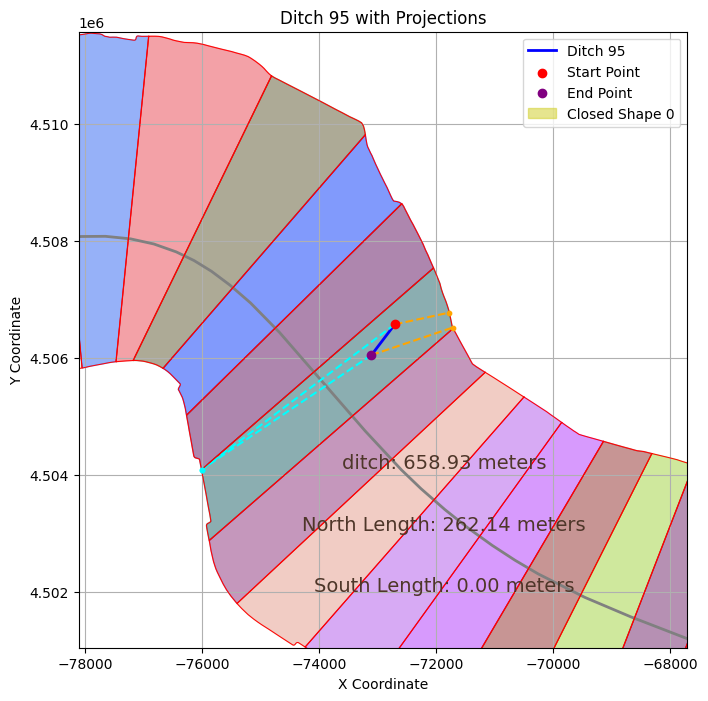 Ditch 95 with Projections
1e6
Ditch 95
Start Point
End Point
Closed Shape 0
4.510
4.508
4.506
4.504
4.502
Y Coordinate
ditch: 658.93 meters
North Length: 262.14 meters
South Length: 0.00 meters
−78000 −76000 −74000 −72000 −70000 −68000
X Coordinate